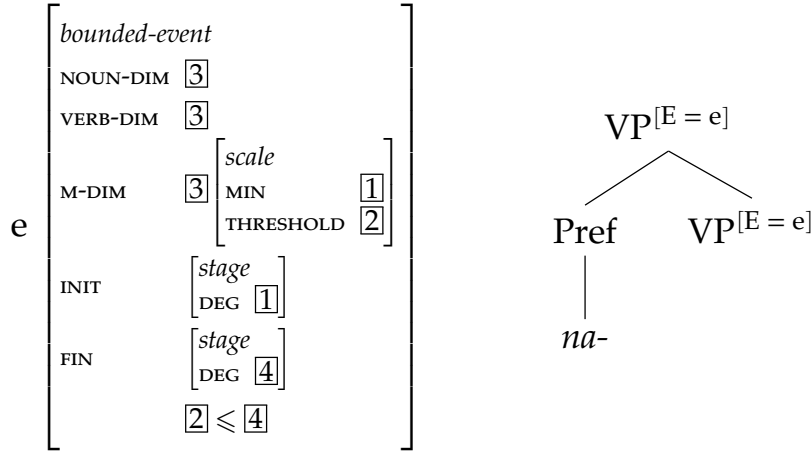 bounded-event
NOUN-DIM 3
VERB-DIM 3
M-DIM 3 scale
MIN 1
THRESHOLD 2
e
INIT stage
DEG 1
FIN stage
DEG 4
2 ⩽ 4
VP[E = e]
Pref VP[E = e]
na-